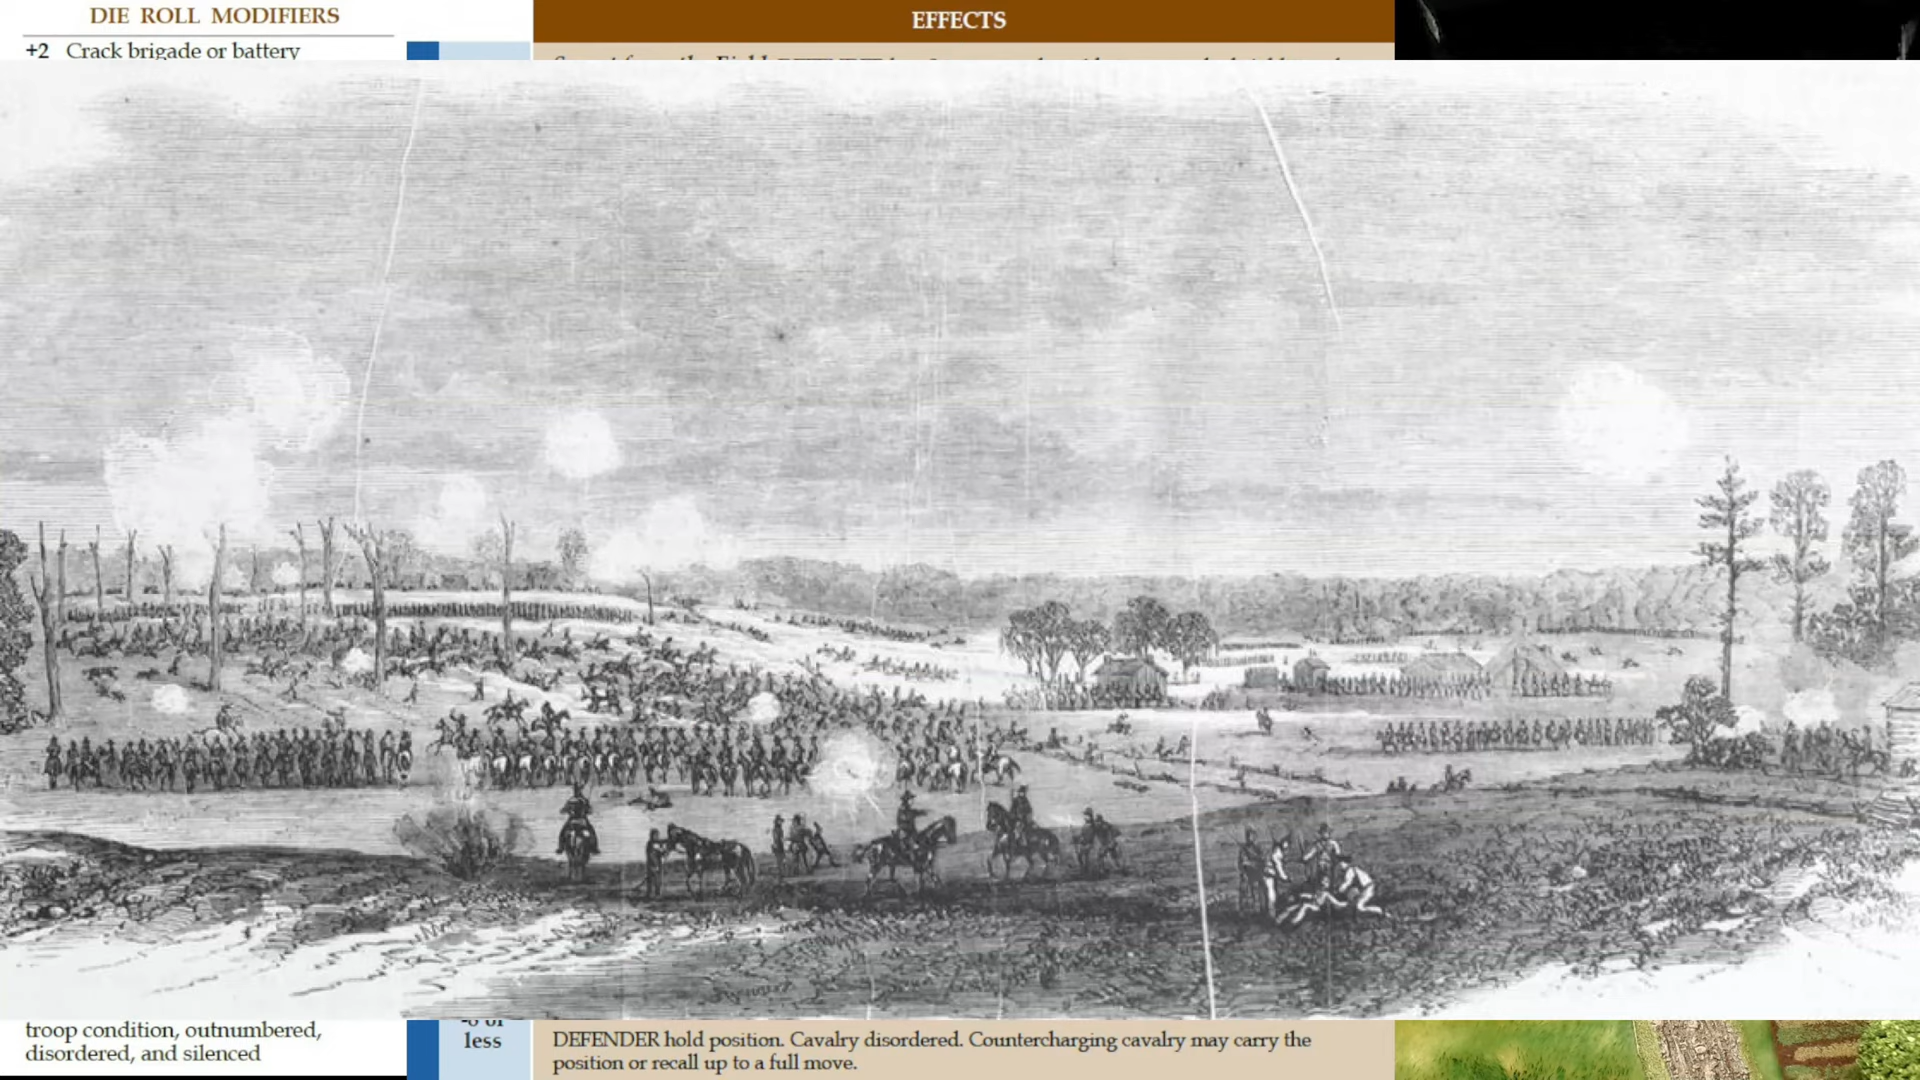 DIE ROLL MODIFIERS
+2 Crack brigade or battery
troop condition, outnumbered,
disordered, and silenced
EFFECTS
less
DEFENDER hold position. Cavalry disordered. Countercharging cavalry may carry the
position or recall up to a full move.